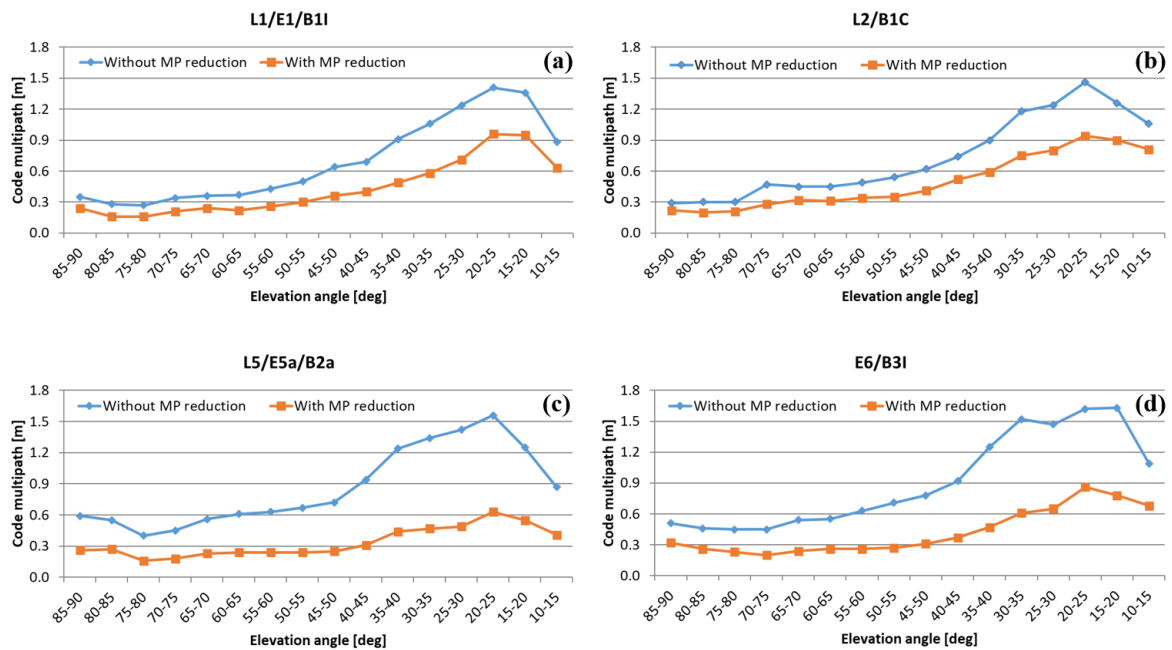 L1/E1/B1I
Without MP reduction With MP reduction (a)
Code multipath [m]
1.8
1.5
1.2
0.9
0.6
0.3
0.0
85-90 80-85 75-80 70-75 65-70 60-65 55-60 50-55 45-50 40-45 35-40 30-35 25-30 20-25 15-20 10-15
Elevation angle [deg]
L2/B1C
Without MP reduction With MP reduction (b)
Code multipath [m]
1.8
1.5
1.2
0.9
0.6
0.3
0.0
85-90 80-85 75-80 70-75 65-70 60-65 55-60 50-55 45-50 40-45 35-40 30-35 25-30 20-25 15-20 10-15
Elevation angle [deg]
L5/E5a/B2a
Without MP reduction With MP reduction (c)
Code multipath [m]
1.8
1.5
1.2
0.9
0.6
0.3
0.0
85-90 80-85 75-80 70-75 65-70 60-65 55-60 50-55 45-50 40-45 35-40 30-35 25-30 20-25 15-20 10-15
Elevation angle [deg]
E6/B3I
Without MP reduction With MP reduction (d)
Code multipath [m]
1.8
1.5
1.2
0.9
0.6
0.3
0.0
85-90 80-85 75-80 70-75 65-70 60-65 55-60 50-55 45-50 40-45 35-40 30-35 25-30 20-25 15-20 10-15
Elevation angle [deg]